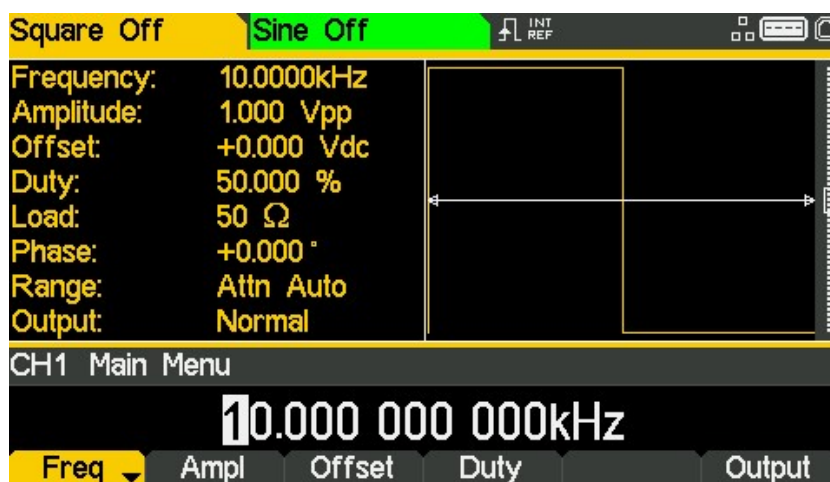 Square Off Sine Off INT REF
Frequency: 10.0000kHz
Amplitude: 1.000 Vpp
Offset: +0.000 Vdc
Duty: 50.000 %
Load: 50 Ω
Phase: +0.000 °
Range: Attn Auto
Output: Normal
CH1 Main Menu
10.000 000 000kHz
Freq Ampl Offset Duty Output